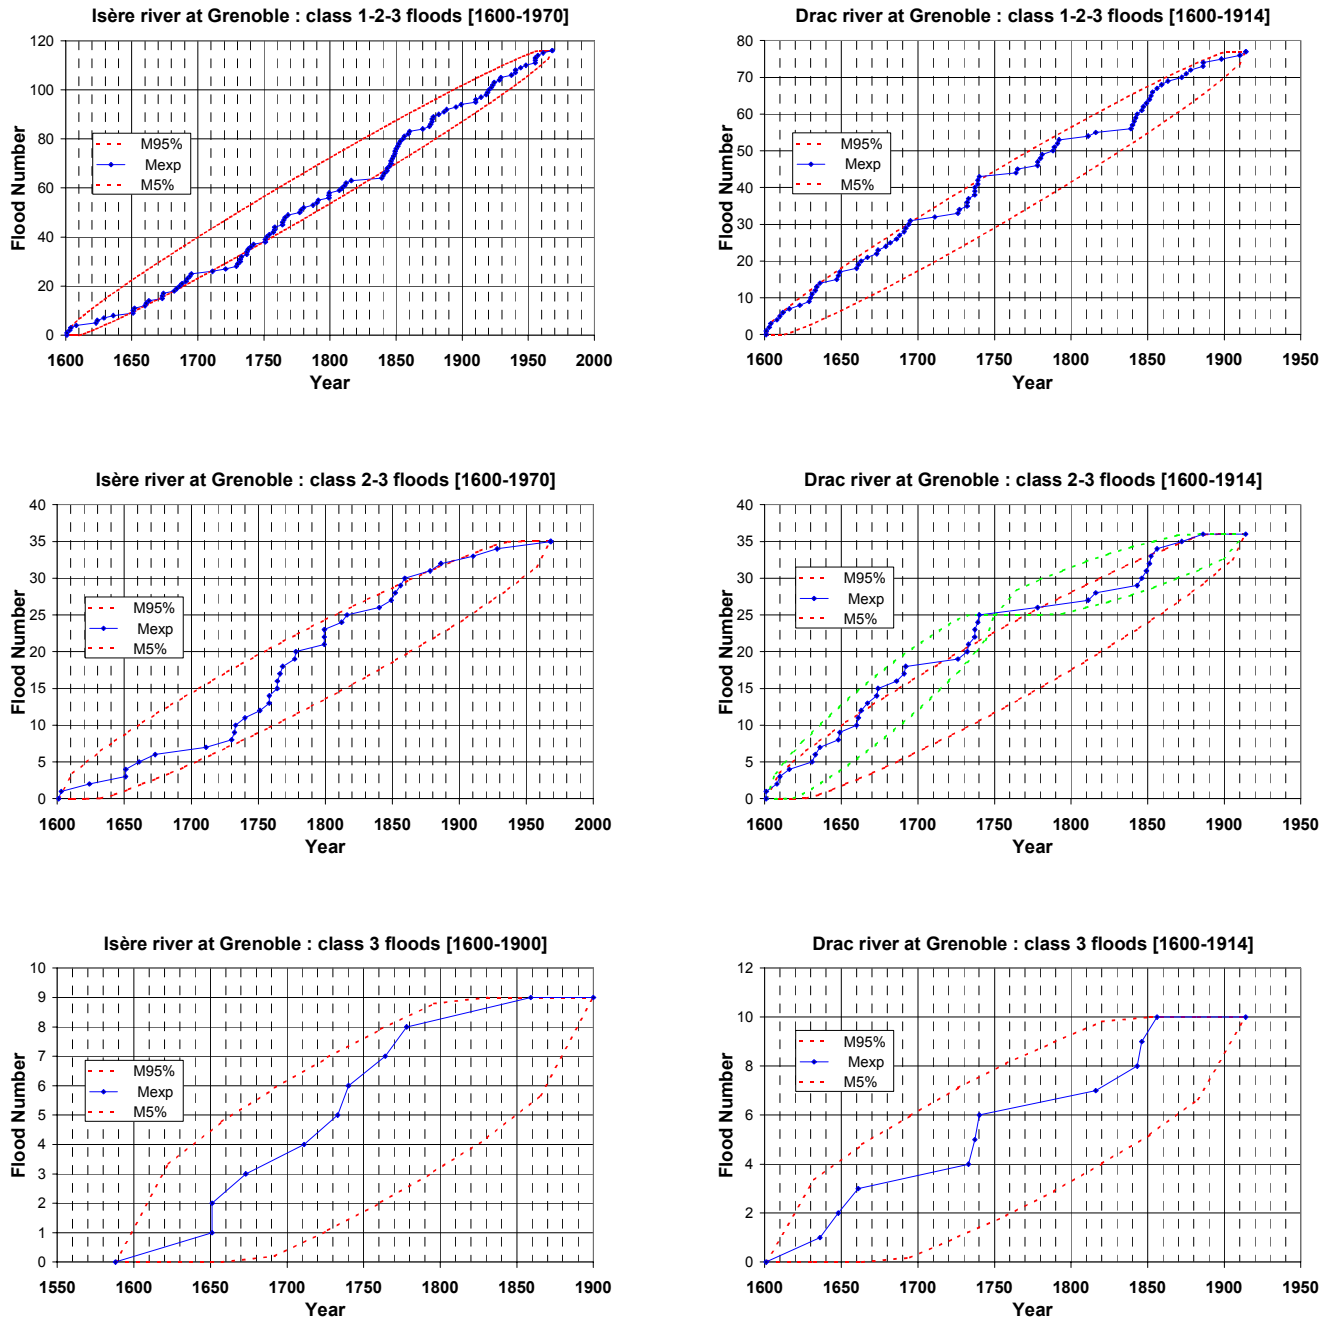 Isère river at Grenoble : class 1-2-3 floods [1600-1970]
120
100
80
60
40
20
0
Flood Number
M95%
Mexp
M5%
1600 1650 1700 1750 1800 1850 1900 1950 2000
Year
Drac river at Grenoble : class 1-2-3 floods [1600-1914]
80
70
60
50
40
30
20
10
0
Flood Number
M95%
Mexp
M5%
1600 1650 1700 1750 1800 1850 1900 1950
Year
Isère river at Grenoble : class 2-3 floods [1600-1970]
40
35
30
25
20
15
10
5
0
Flood Number
M95%
Mexp
M5%
1600 1650 1700 1750 1800 1850 1900 1950 2000
Year
Drac river at Grenoble : class 2-3 floods [1600-1914]
40
35
30
25
20
15
10
5
0
Flood Number
M95%
Mexp
M5%
1600 1650 1700 1750 1800 1850 1900 1950
Year
Isère river at Grenoble : class 3 floods [1600-1900]
10
9
8
7
6
5
4
3
2
1
0
Flood Number
M95%
Mexp
M5%
1550 1600 1650 1700 1750 1800 1850 1900
Year
Drac river at Grenoble : class 3 floods [1600-1914]
12
10
8
6
4
2
0
Flood Number
M95%
Mexp
M5%
1600 1650 1700 1750 1800 1850 1900 1950
Year